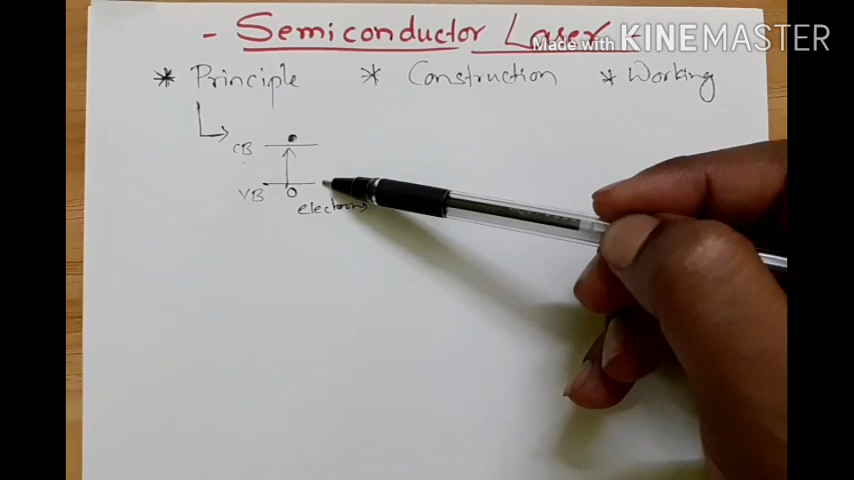 - Semiconductor Laser -
Made with KINEMASTER
* Principle * Construction * Working
CB
VB
electrons